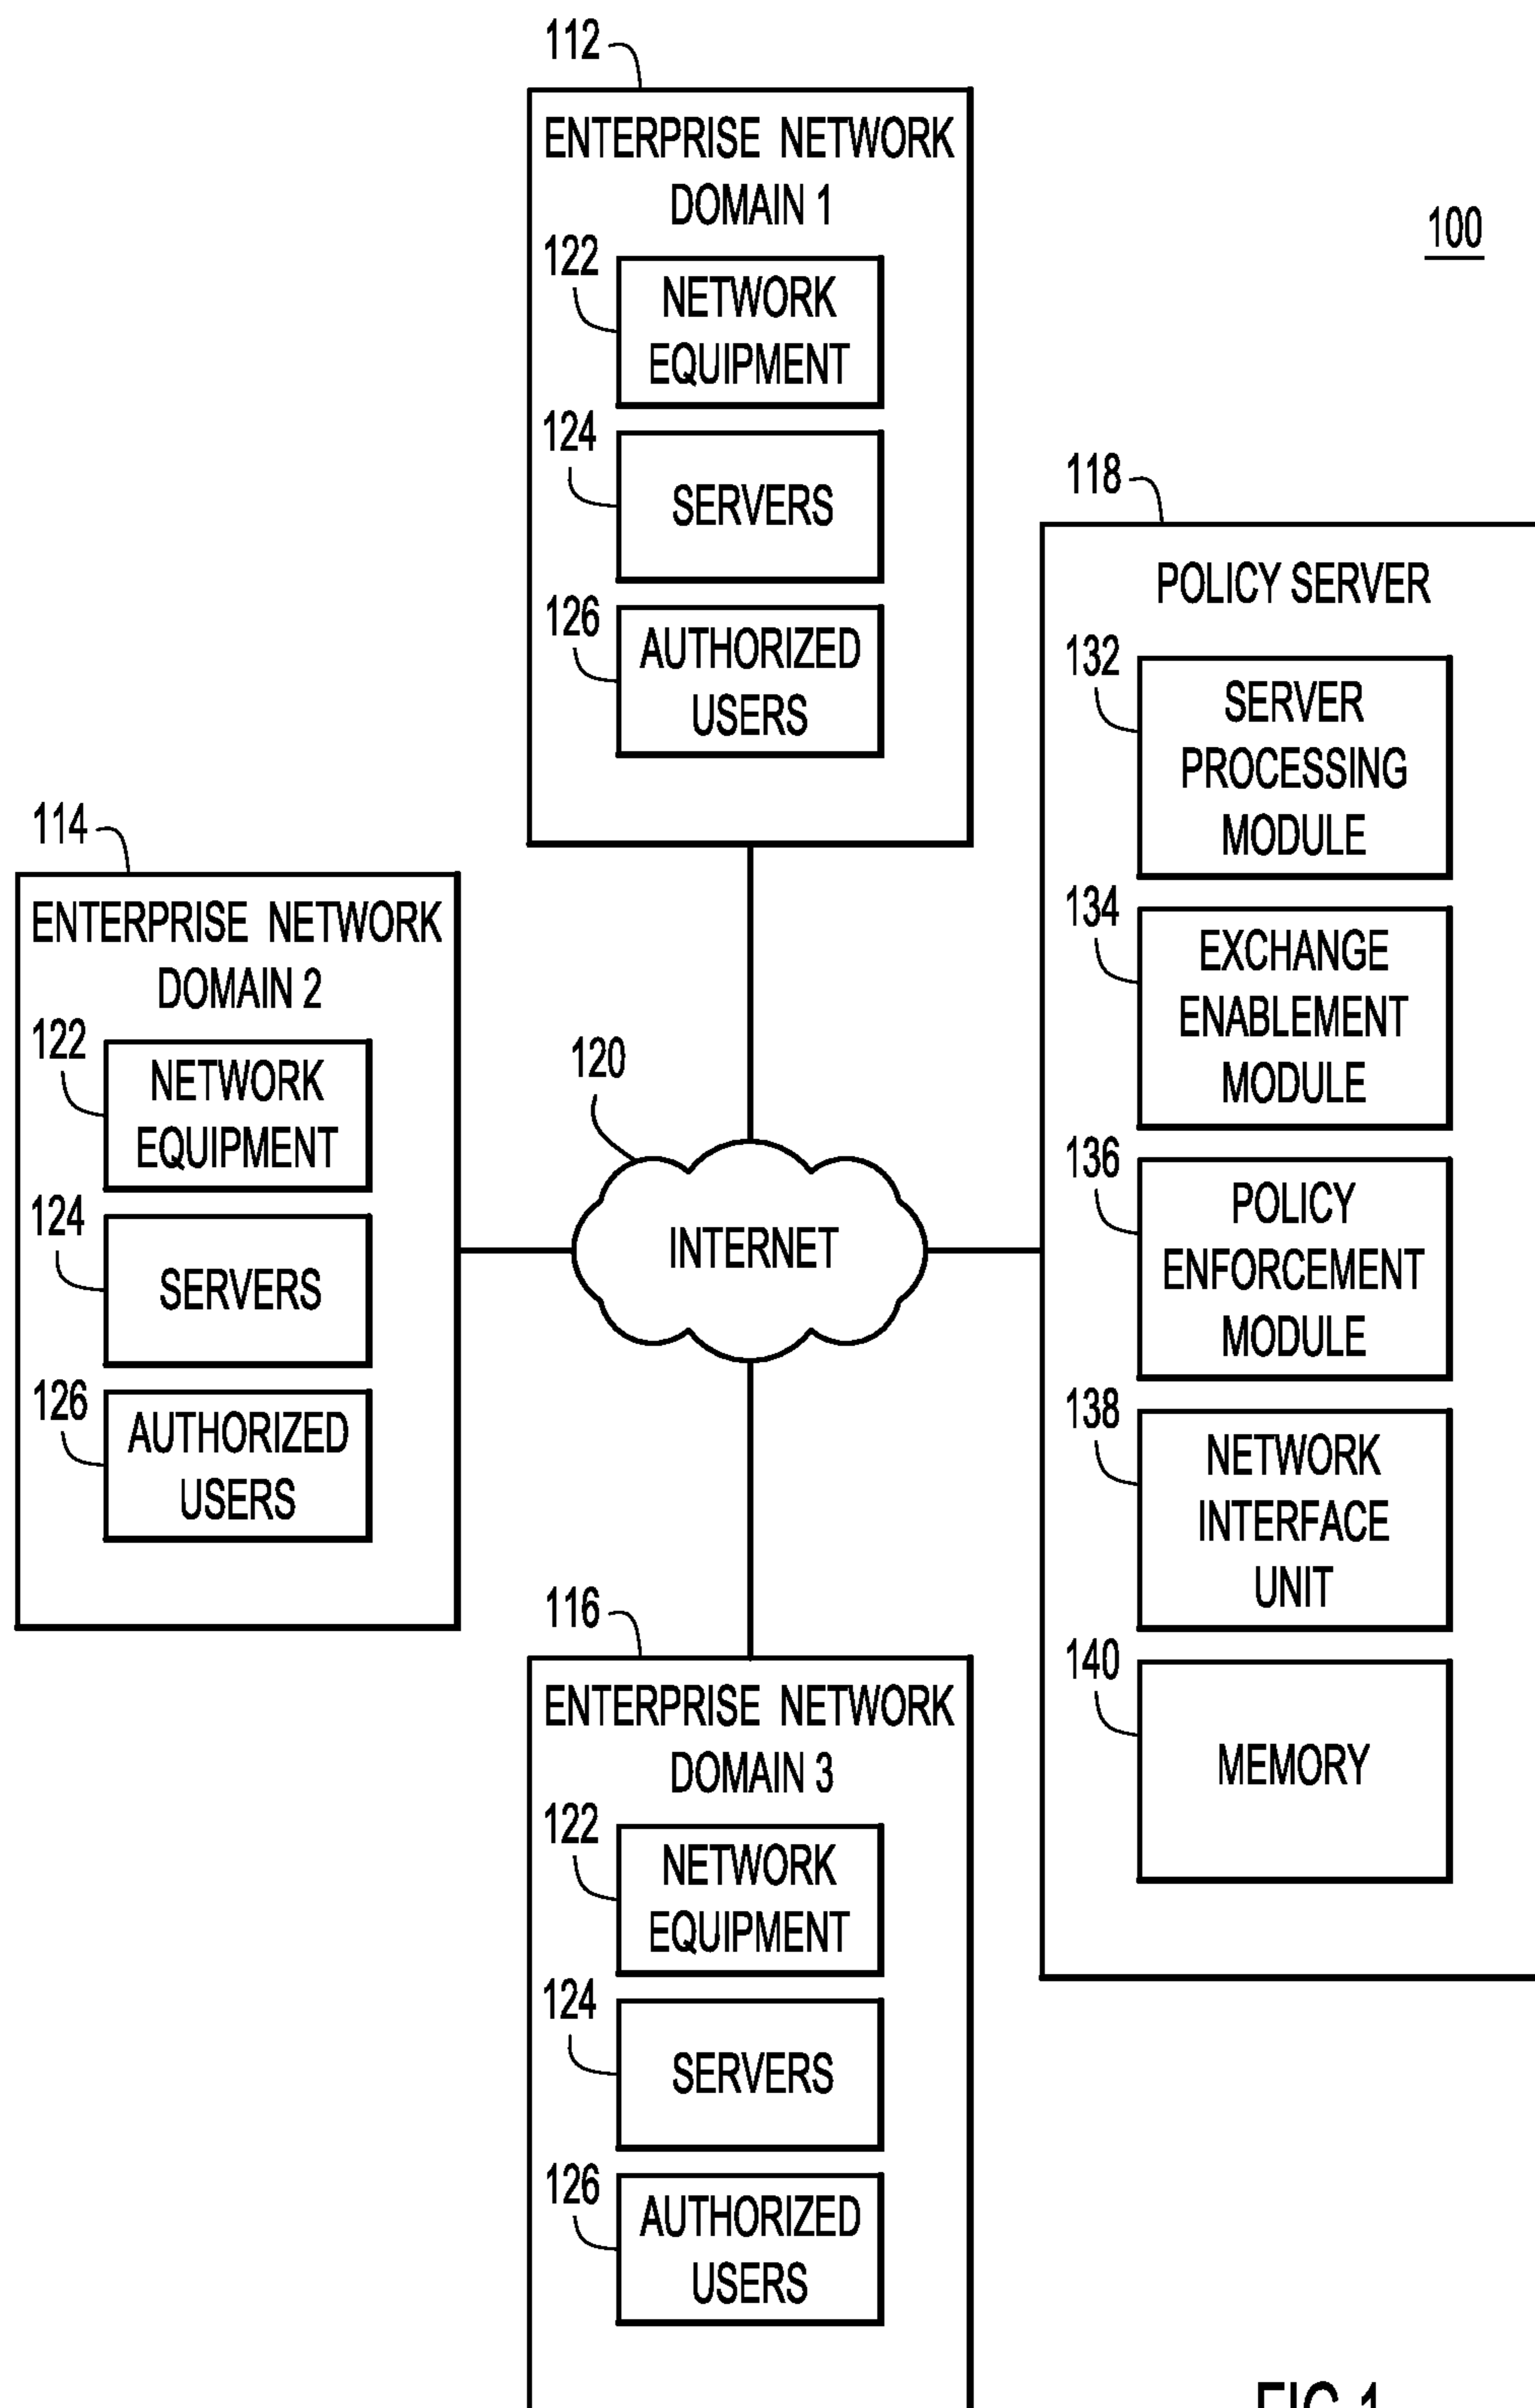 112
ENTERPRISE NETWORK
DOMAIN 1
122
NETWORK
EQUIPMENT
124
SERVERS
126
AUTHORIZED
USERS
100
118
POLICY SERVER
132
SERVER
PROCESSING
MODULE
134
EXCHANGE
ENABLEMENT
MODULE
136
POLICY
ENFORCEMENT
MODULE
138
NETWORK
INTERFACE
UNIT
140
MEMORY
114
ENTERPRISE NETWORK
DOMAIN 2
122
NETWORK
EQUIPMENT
124
SERVERS
126
AUTHORIZED
USERS
120
INTERNET
116
ENTERPRISE NETWORK
DOMAIN 3
122
NETWORK
EQUIPMENT
124
SERVERS
126
AUTHORIZED
USERS
FIG.1